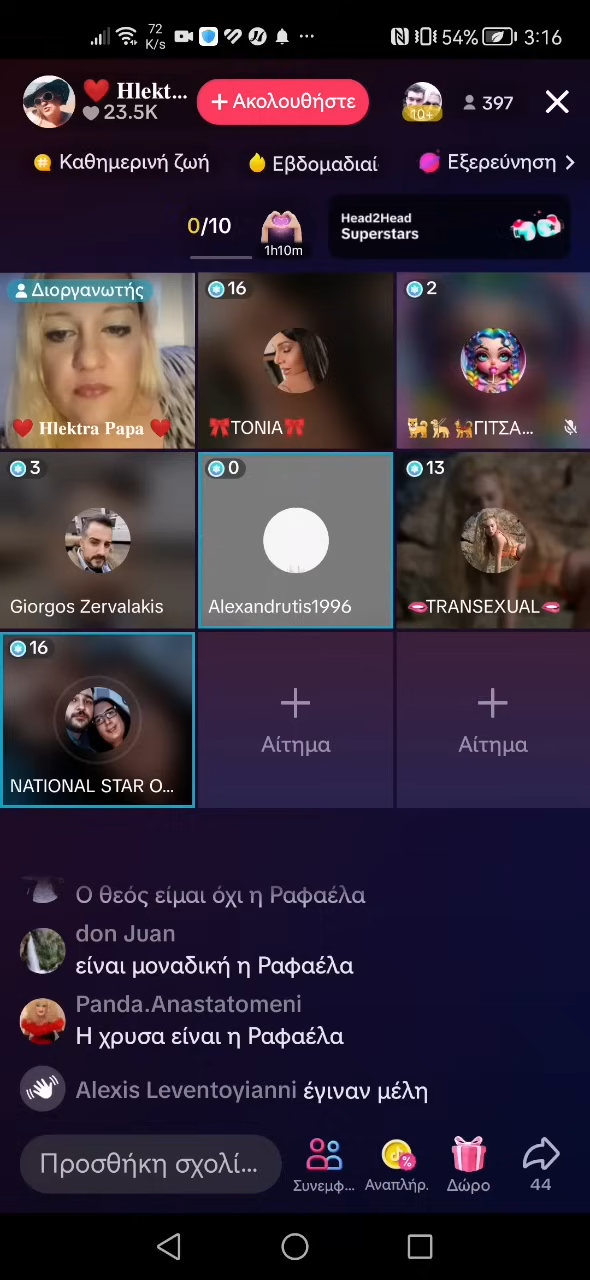 72 K/s
54%
3:16
❤️ Hlekt...
23.5K
+ Ακολουθήστε
10+
397
Καθημερινή ζωή
Εβδομαδιαί
Εξερεύνηση
0/10
1h10m
Head2Head
Superstars
Διοργανωτής
16
2
❤️ Hlektra Papa ❤️
🎀TONIA🎀
ΓΙΤΣΑ...
3
0
13
Giorgos Zervalakis
Alexandrutis1996
🫦TRANSEXUAL🫦
16
NATIONAL STAR O...
Αίτημα
Αίτημα
Ο θεός είμαι όχι η Ραφαέλα
don Juan
είναι μοναδική η Ραφαέλα
Panda.Anastatomeni
Η χρυσα είναι η Ραφαέλα
Alexis Leventoyianni έγιναν μέλη
Προσθήκη σχολί...
Συνεμφ...
Αναπλήρ.
Δώρο
44